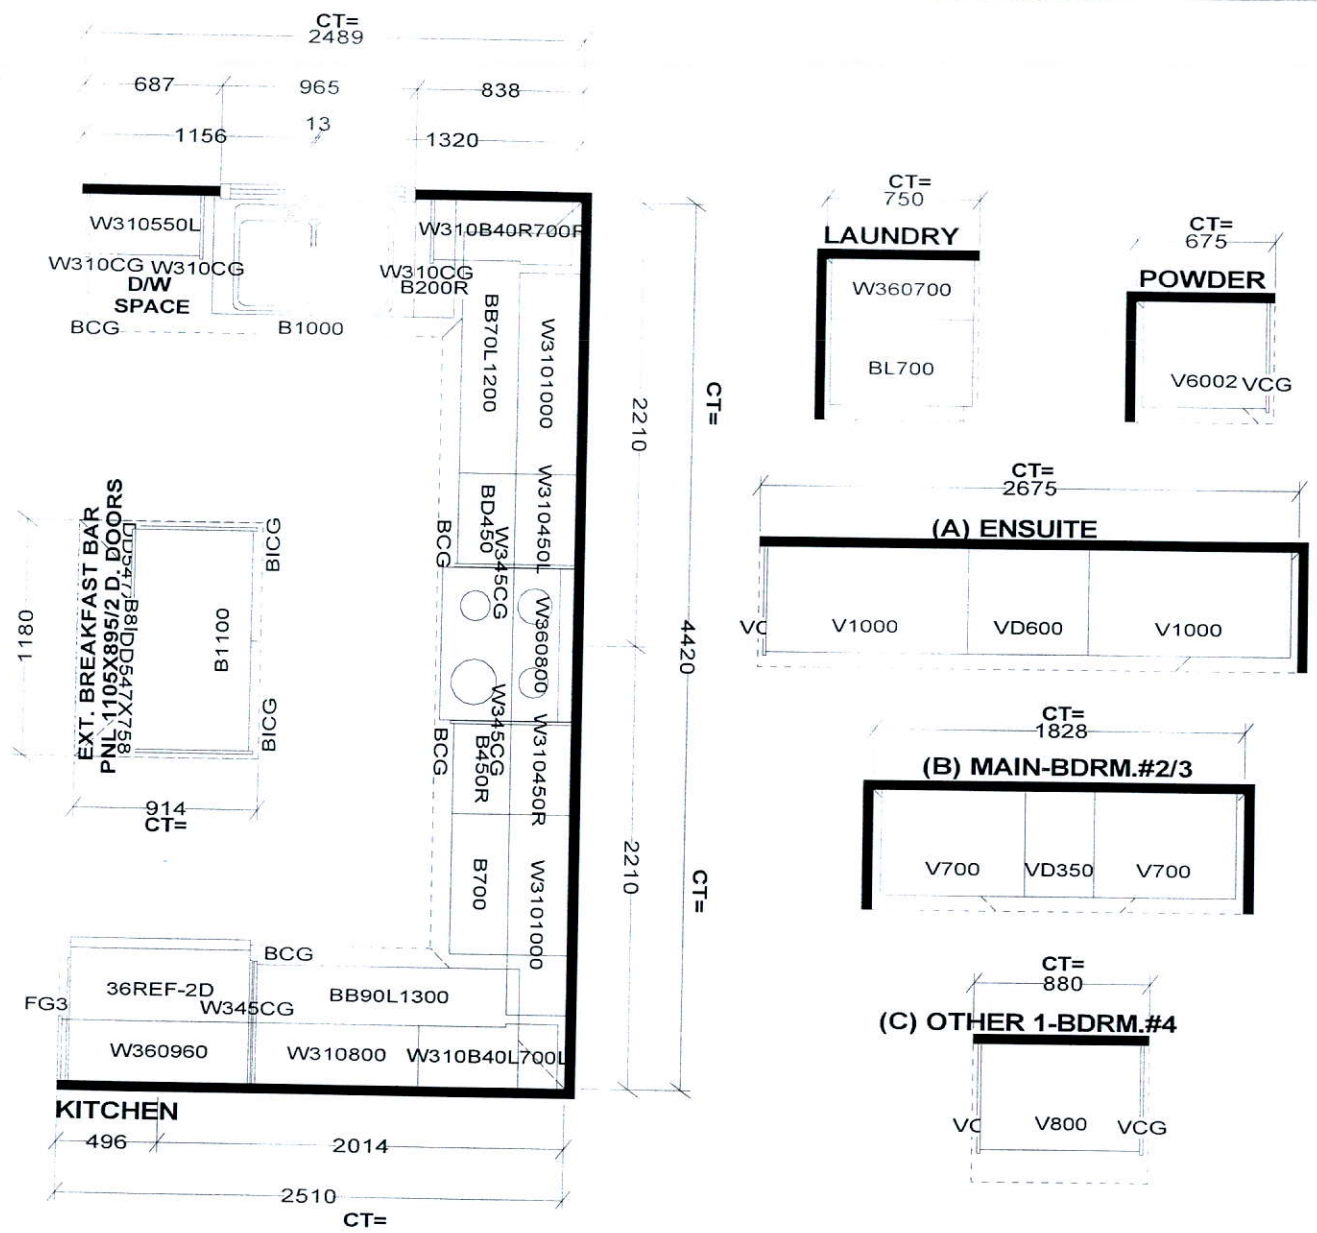 CT=
2489
687
965
838
1156
13
1320
W310550L
W310B40R700R
W310CG
W310CG
W310CG
D/W
SPACE
B200R
BCG
B1000
BB70L1200
W3101000
2210
CT=
BD450
W310450L
BCG
W345CG
W360800
4420
EXT. BREAKFAST BAR
PNL 1105X895/2 D. DOORS
B1100
BICG
BICG
1180
914
CT=
W345CG
BCG
B450R
W310450R
B700
W3101000
2210
CT=
BCG
36REF-2D
FG3
W345CG
BB90L1300
W360960
W310800
W310B40L700L
KITCHEN
496
2014
2510
CT=
CT=
750
LAUNDRY
W360700
BL700
CT=
675
POWDER
V6002
VCG
CT=
2675
(A) ENSUITE
V1000
VD600
V1000
CT=
1828
(B) MAIN-BDRM.#2/3
V700
VD350
V700
CT=
880
(C) OTHER 1-BDRM.#4
V800
VCG